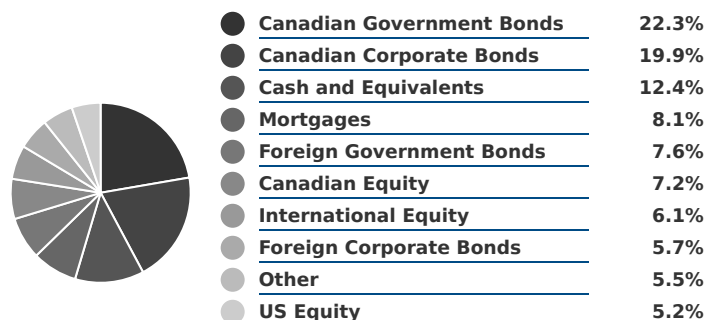 Canadian Government Bonds 22.3%
Canadian Corporate Bonds 19.9%
Cash and Equivalents 12.4%
Mortgages 8.1%
Foreign Government Bonds 7.6%
Canadian Equity 7.2%
International Equity 6.1%
Foreign Corporate Bonds 5.7%
Other 5.5%
US Equity 5.2%